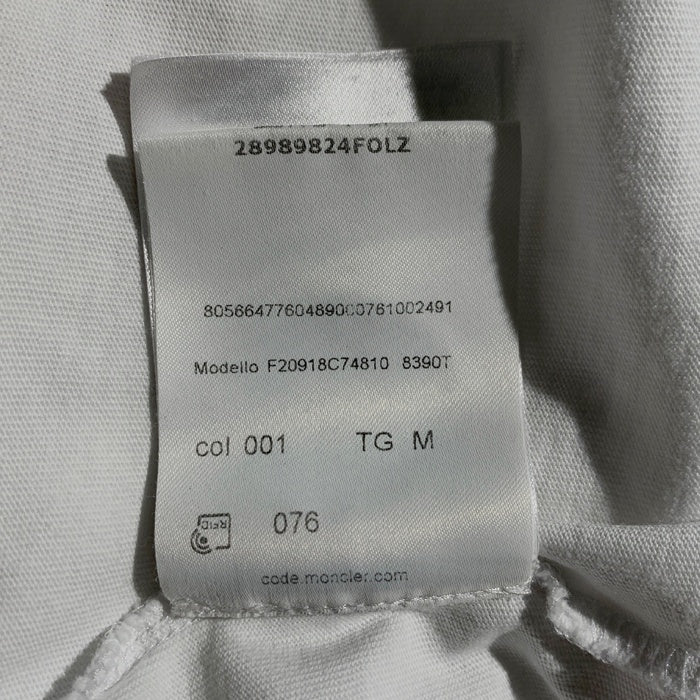 28989824FOLZ
8056647760489000761002491
Modello F20918C74810 8390T
col 001 TG M
RFID 076
code.moncler.com